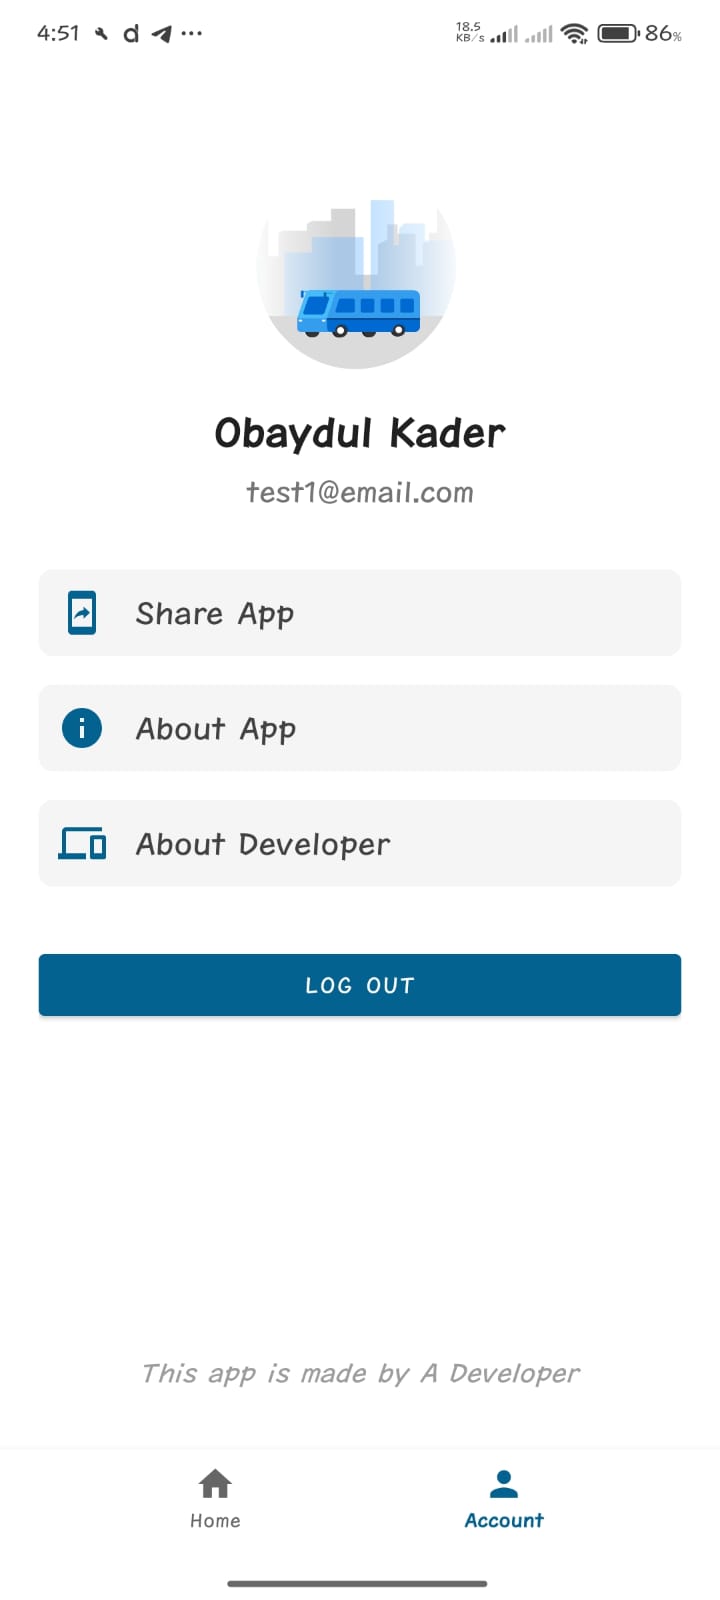 4:51 d ...
18.5
KB/s
86%
Obaydul Kader
test1@email.com
Share App
About App
About Developer
LOG OUT
This app is made by A Developer
Home
Account